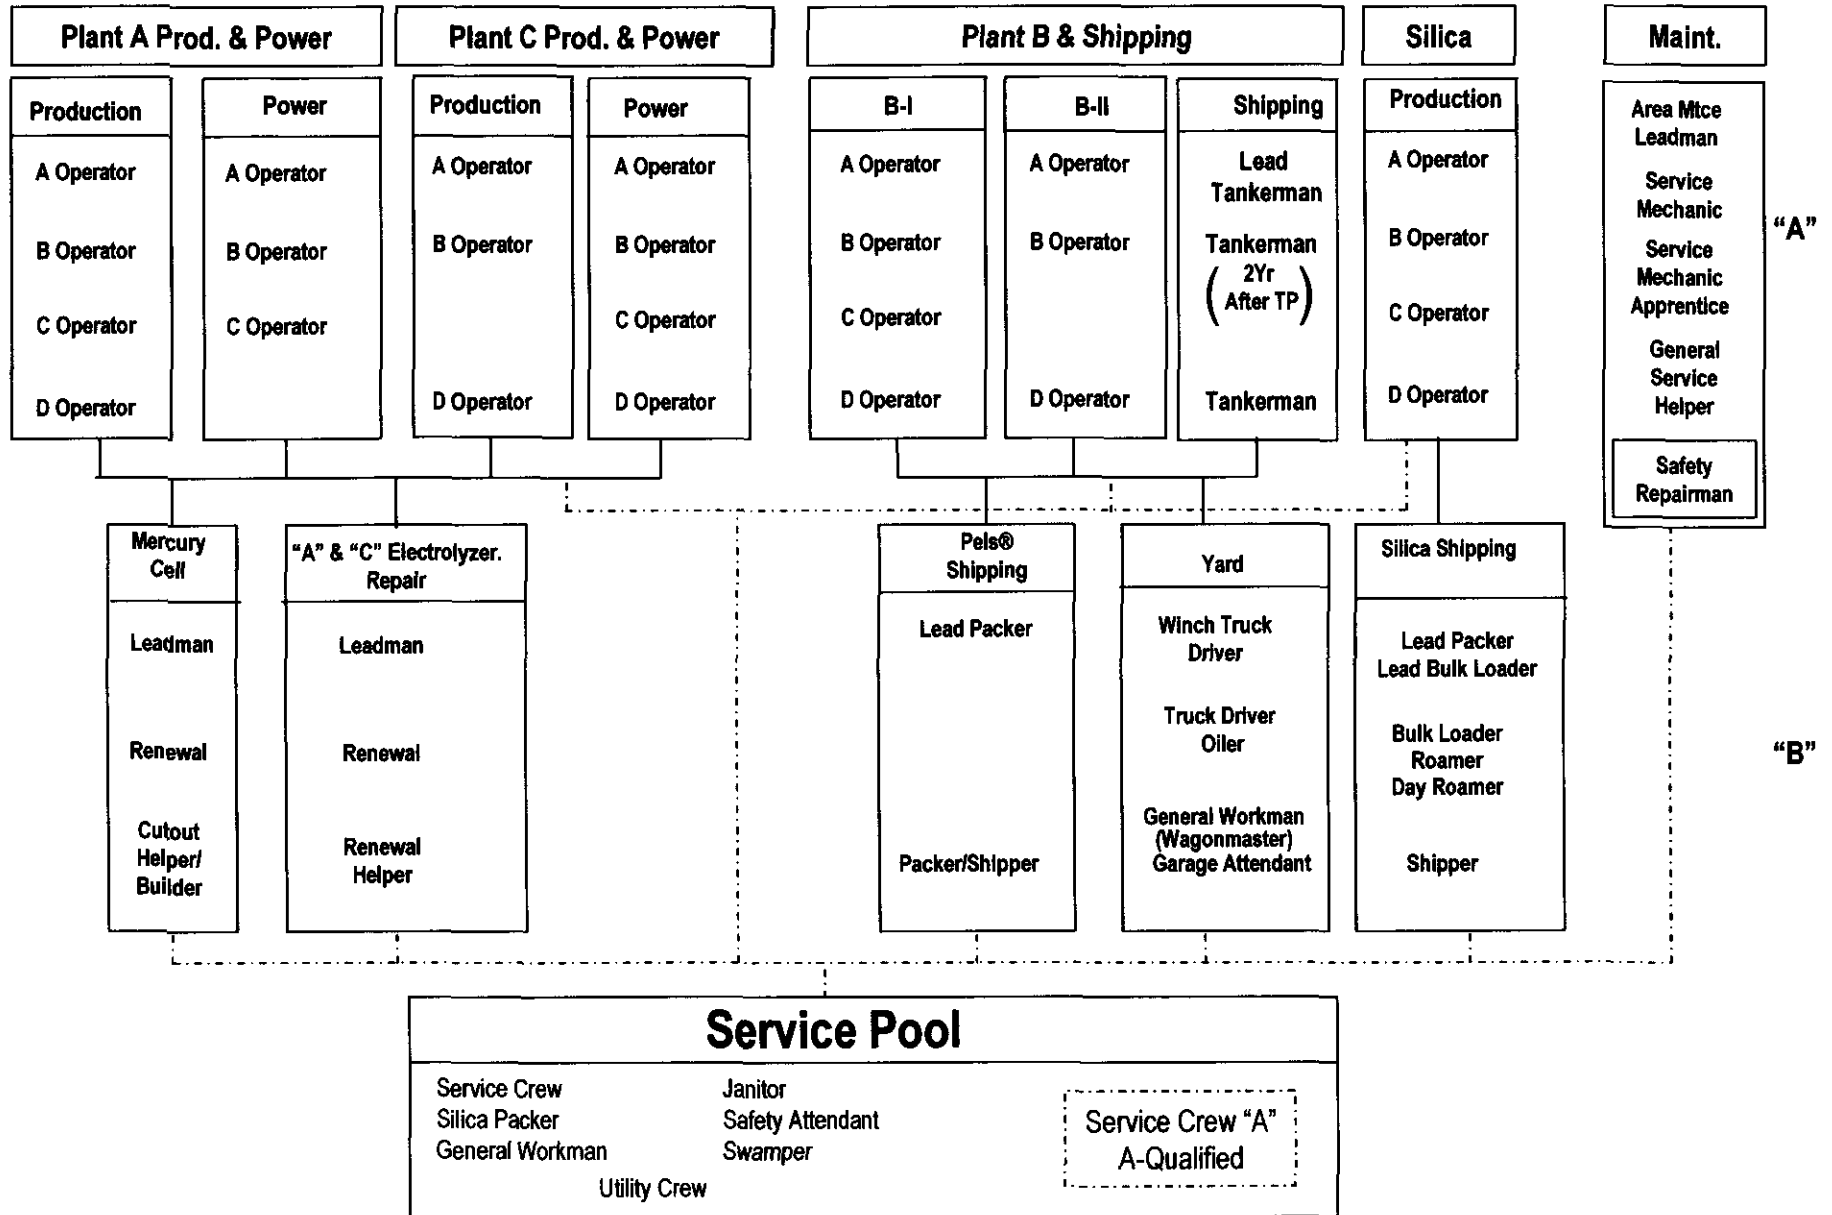 Plant A Prod. & Power
Plant C Prod. & Power
Plant B & Shipping
Silica
Maint.
Production
A Operator
B Operator
C Operator
D Operator
Power
A Operator
B Operator
C Operator
Production
A Operator
B Operator
D Operator
Power
A Operator
B Operator
C Operator
D Operator
B-I
A Operator
B Operator
C Operator
D Operator
B-II
A Operator
B Operator
D Operator
Shipping
Lead
Tankerman
Tankerman
(2Yr
After TP)
Tankerman
Production
A Operator
B Operator
C Operator
D Operator
Area Mtce
Leadman
Service
Mechanic
Service
Mechanic
Apprentice
General
Service
Helper
Safety
Repairman
“A”
Mercury
Cell
Leadman
Renewal
Cutout
Helper/
Builder
“A” & “C” Electrolyzer.
Repair
Leadman
Renewal
Renewal
Helper
Pels®
Shipping
Lead Packer
Packer/Shipper
Yard
Winch Truck
Driver
Truck Driver
Oiler
General Workman
(Wagonmaster)
Garage Attendant
Silica Shipping
Lead Packer
Lead Bulk Loader
Bulk Loader
Roamer
Day Roamer
Shipper
“B”
Service Pool
Service Crew
Silica Packer
General Workman
Janitor
Safety Attendant
Swamper
Utility Crew
Service Crew “A”
A-Qualified